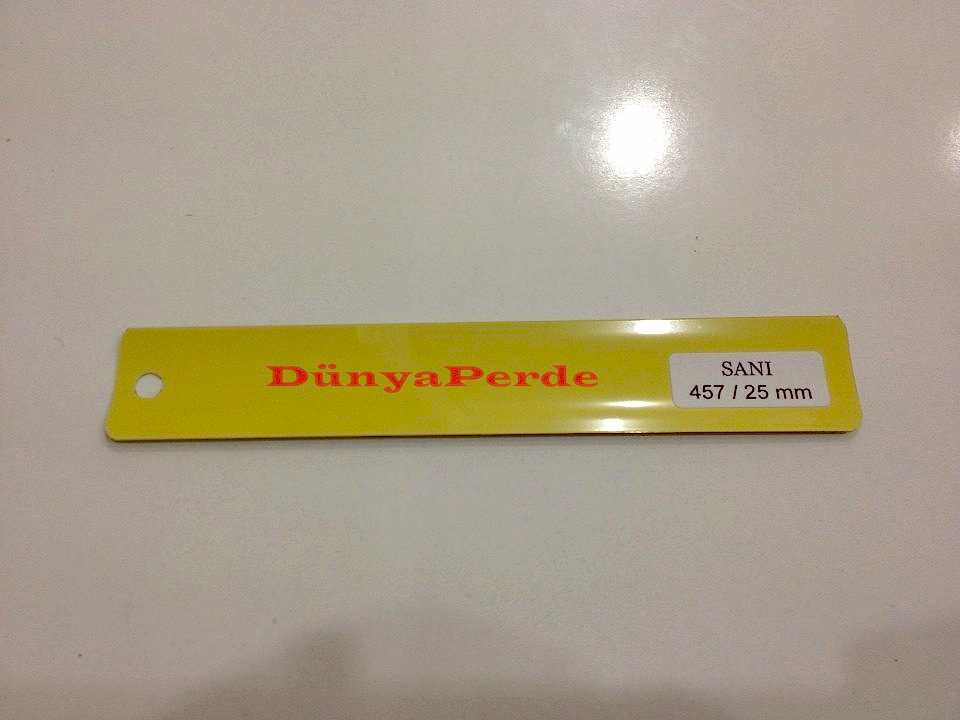 DünyaPerde
SANI
457 / 25 mm